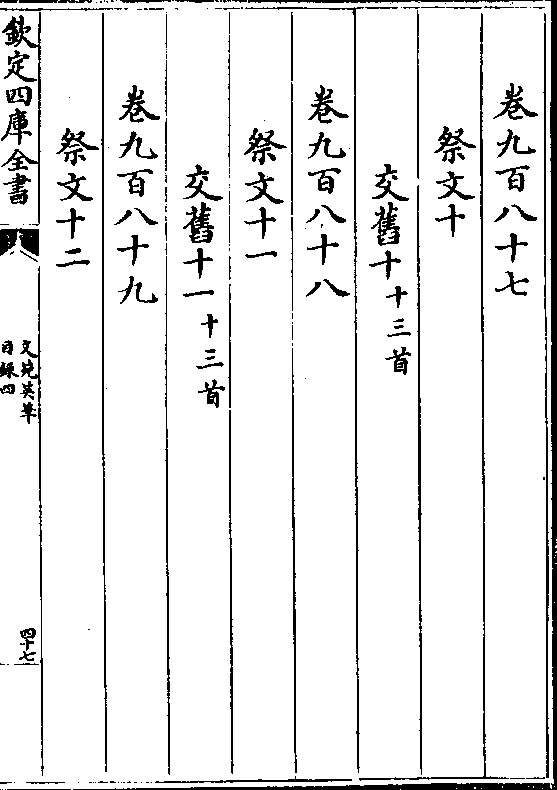 卷九百八十七
祭文十
交舊十十三首
卷九百八十八
祭文十一
交舊十一十三首
卷九百八十九
祭文十二
欽定四庫全書
文苑英華
目錄四
四十七